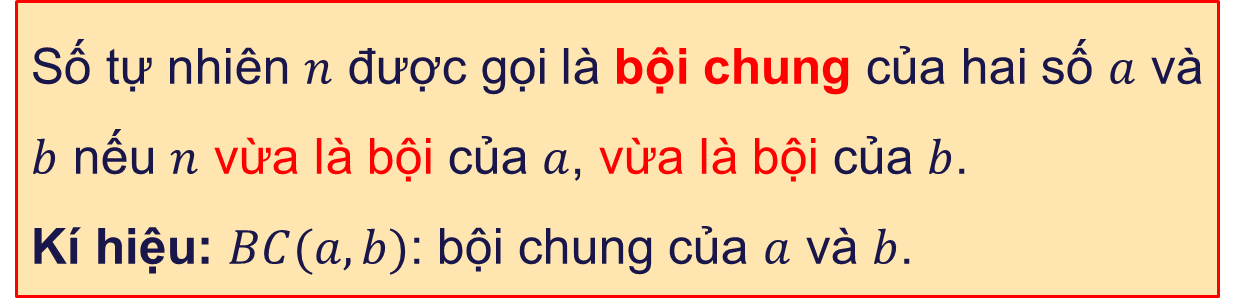 Số tự nhiên n được gọi là bội chung của hai số a và
b nếu n vừa là bội của a, vừa là bội của b.
Kí hiệu: BC(a, b): bội chung của a và b.